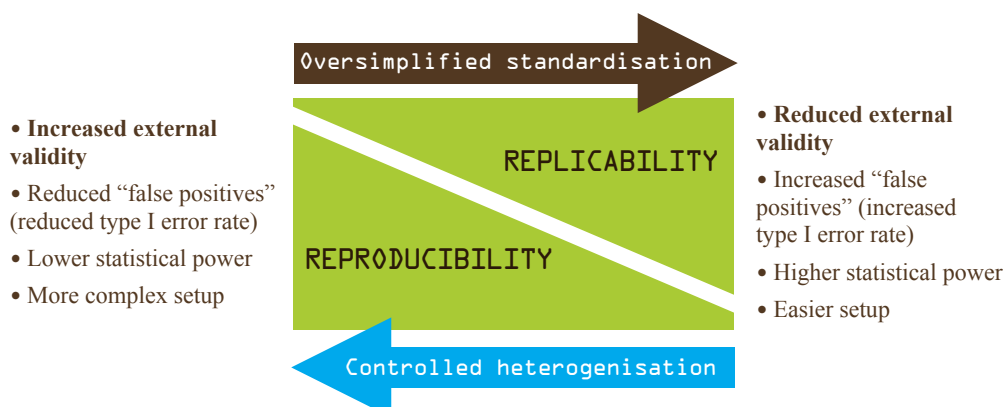 Oversimplified standardisation
• Increased external
validity
• Reduced “false positives”
(reduced type I error rate)
• Lower statistical power
• More complex setup
REPLICABILITY
REPRODUCIBILITY
• Reduced external
validity
• Increased “false
positives” (increased
type I error rate)
• Higher statistical power
• Easier setup
Controlled heterogenisation